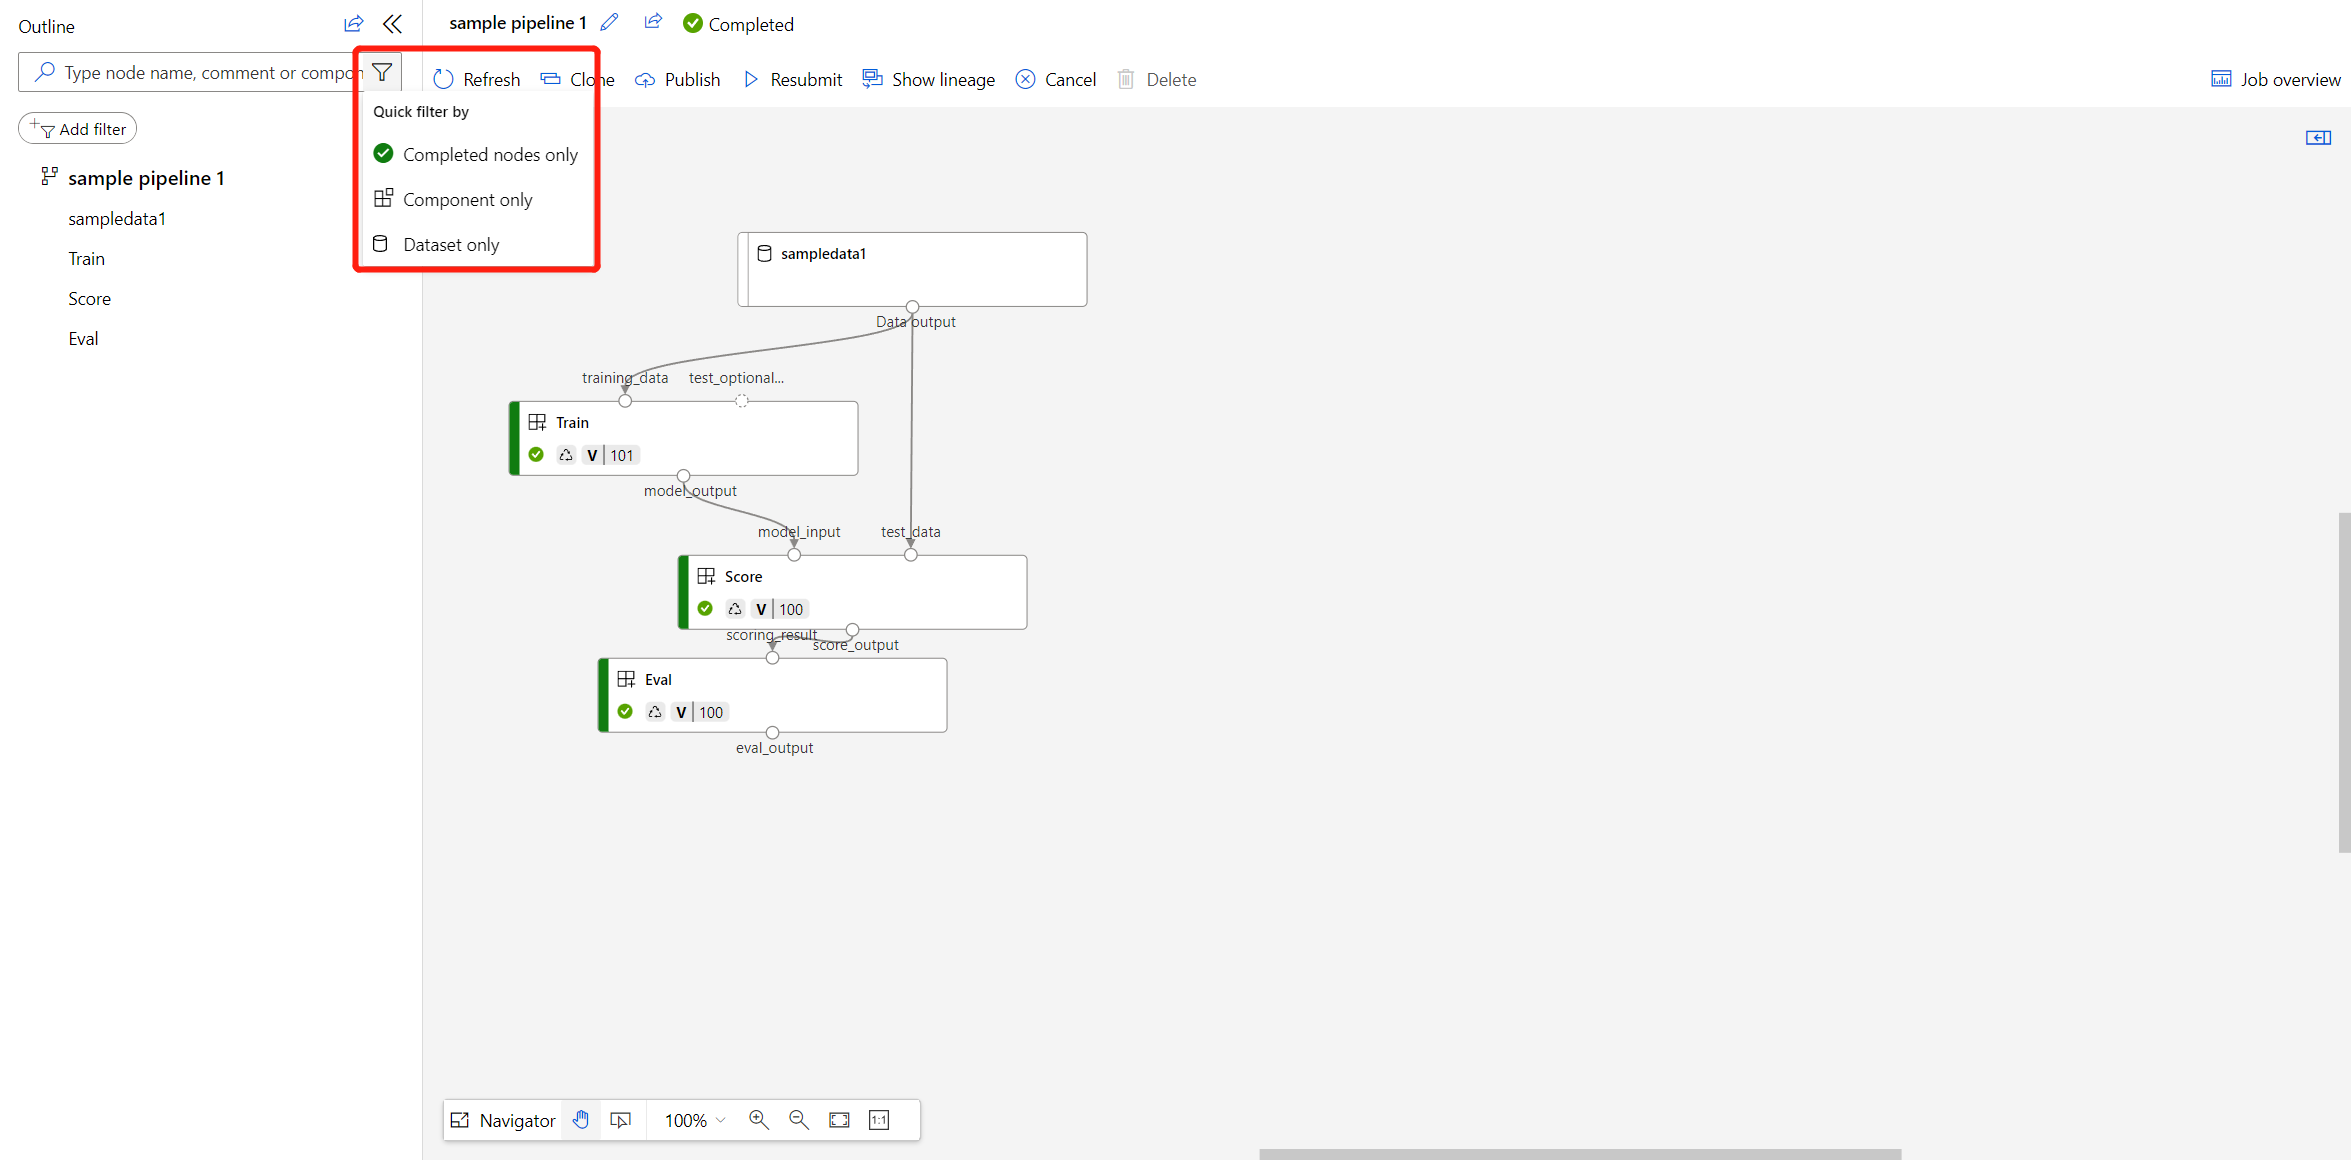 Outline
sample pipeline 1
Completed
Type node name, comment or compon
Refresh
Clone
Publish
Resubmit
Show lineage
Cancel
Delete
Job overview
Quick filter by
Completed nodes only
Component only
Dataset only
Add filter
sample pipeline 1
sampledata1
Train
Score
Eval
sampledata1
Data output
training_data
test_optional...
Train
V 101
model_output
model_input
test_data
Score
V 100
scoring_result
score_output
Eval
V 100
eval_output
Navigator
100%
1:1